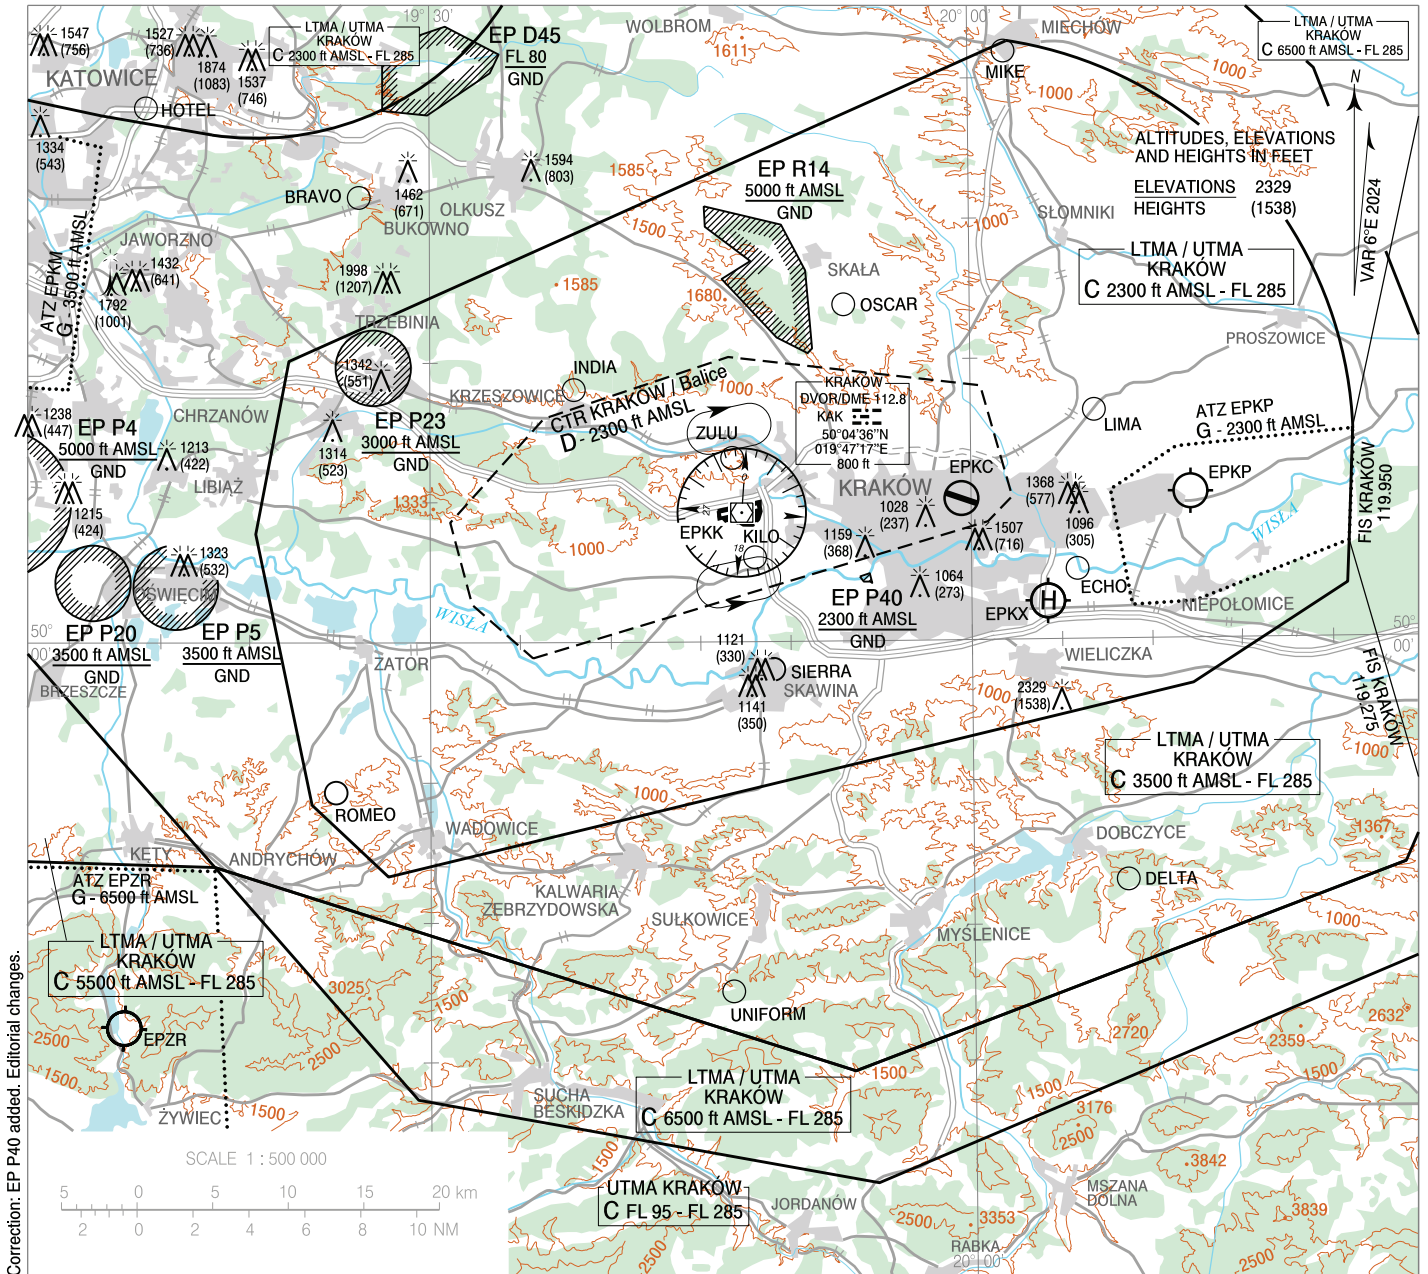 19° 30'
20° 00'
1547
(756)
1527
(736)
1874
(1083)
1537
(746)
KATOWICE
HOTEL
LTMA / UTMA
KRAKÓW
C 2300 ft AMSL - FL 285
EP D45
FL 80
GND
WOLBROM
1611
MIECHÓW
MIKE
1000
1000
LTMA / UTMA
KRAKÓW
C 6500 ft AMSL - FL 285
N
VAR 6°E 2024
ALTITUDES, ELEVATIONS
AND HEIGHTS IN FEET
ELEVATIONS 2329
HEIGHTS (1538)
1334
(543)
ATZ EPKM
G - 3500 ft AMSL
BRAVO
1462
(671)
OLKUSZ
BUKOWNO
1594
(803)
1585
1500
EP R14
5000 ft AMSL
GND
SKAŁA
OSCAR
1000
SŁOMNIKI
LTMA / UTMA
KRAKÓW
C 2300 ft AMSL - FL 285
JAWORZNO
1432
(641)
1792
(1001)
1998
(1207)
1585
1680
TRZEBINIA
PROSZOWICE
1342
(551)
EP P23
3000 ft AMSL
GND
KRZESZOWICE
INDIA
CTR KRAKÓW / Balice
D - 2300 ft AMSL
1000
ZULU
KRAKÓW
DVOR/DME 112.8
KAK
50°04'36"N
019°47'17"E
800 ft
LIMA
ATZ EPKP
G - 2300 ft AMSL
EPKP
FIS KRAKÓW
119.950
1238
(447)
EP P4
5000 ft AMSL
GND
CHRZANÓW
1213
(422)
LIBIĄŻ
1314
(523)
1333
1215
(424)
1000
EPKK
KILO
18
KRAKÓW
EPKC
1028
(237)
1159
(368)
1507
(716)
1368
(577)
1096
(305)
WISŁA
1323
(532)
OŚWIĘCIM
EP P20
3500 ft AMSL
GND
EP P5
3500 ft AMSL
GND
WISŁA
EP P40
2300 ft AMSL
GND
1064
(273)
ECHO
EPKX
H
NIEPOŁOMICE
50°
00'
50°
00'
BRZESZCZE
ZATOR
1121
(330)
SIERRA
SKAWINA
1141
(350)
WIELICZKA
2329
(1538)
1000
FIS KRAKÓW
119.275
1000
LTMA / UTMA
KRAKÓW
C 3500 ft AMSL - FL 285
ROMEO
1000
WADOWICE
KĘTY
ANDRYCHÓW
DOBCZYCE
1367
DELTA
ATZ EPZR
G - 6500 ft AMSL
KALWARIA
ZEBRZYDOWSKA
SUŁKOWICE
MYŚLENICE
1000
LTMA / UTMA
KRAKÓW
C 5500 ft AMSL - FL 285
3025
1500
UNIFORM
2720
2632
2359
EPZR
2500
2500
1500
1500
ŻYWIEC
SUCHA
BESKIDZKA
LTMA / UTMA
KRAKÓW
C 6500 ft AMSL - FL 285
1500
1500
1500
3176
2500
3842
MSZANA
DOLNA
1500
UTMA KRAKÓW
C FL 95 - FL 285
JORDANÓW
2500
2500
3353
3839
2500
RABKA
20° 00'
SCALE 1 : 500 000
5 0 5 10 15 20 km
2 0 2 4 6 8 10 NM
Correction: EP P40 added. Editorial changes.